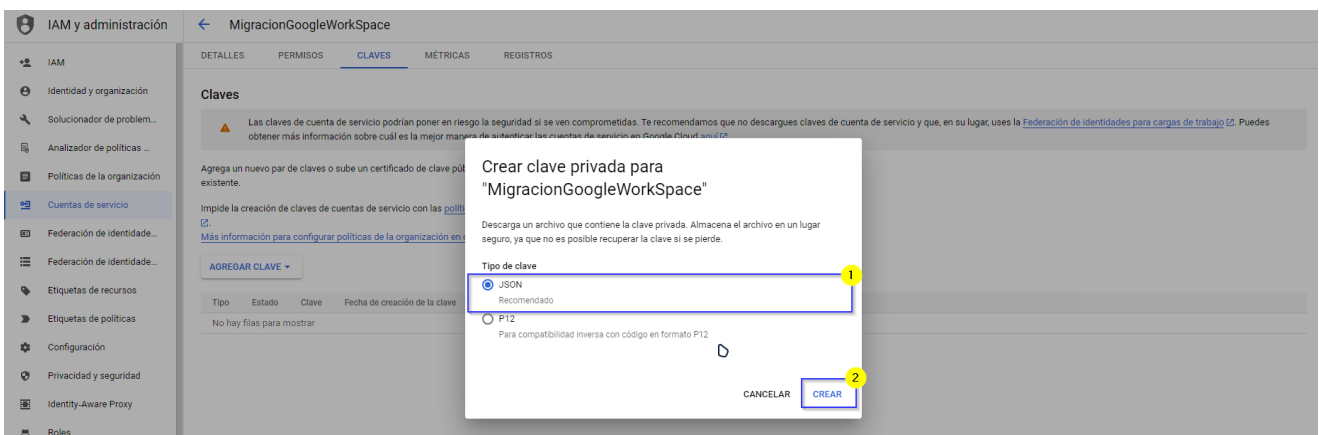 IAM y administración
← MigracionGoogleWorkSpace
DETALLES PERMISOS CLAVES MÉTRICAS REGISTROS
IAM
Identidad y organización
Solucionador de problem...
Analizador de políticas ...
Políticas de la organización
Cuentas de servicio
Federación de identidade...
Federación de identidade...
Etiquetas de recursos
Etiquetas de políticas
Configuración
Privacidad y seguridad
Identity-Aware Proxy
Roles
Claves
Las claves de cuenta de servicio podrían poner en riesgo la seguridad si se ven comprometidas. Te recomendamos que no descargues claves de cuenta de servicio y que, en su lugar, uses la Federación de identidades para cargas de trabajo. Puedes
obtener más información sobre cuál es la mejor manera de autenticar las cuentas de servicio en Google Cloud aquí.
Agrega un nuevo par de claves o sube un certificado de clave púb
existente.
Impide la creación de claves de cuentas de servicio con las polít
Más información para configurar políticas de la organización en
AGREGAR CLAVE
Tipo Estado Clave Fecha de creación de la clave
No hay filas para mostrar
Crear clave privada para
"MigracionGoogleWorkSpace"
Descarga un archivo que contiene la clave privada. Almacena el archivo en un lugar
seguro, ya que no es posible recuperar la clave si se pierde.
Tipo de clave
1
JSON
Recomendado
P12
Para compatibilidad inversa con código en formato P12
2
CANCELAR CREAR